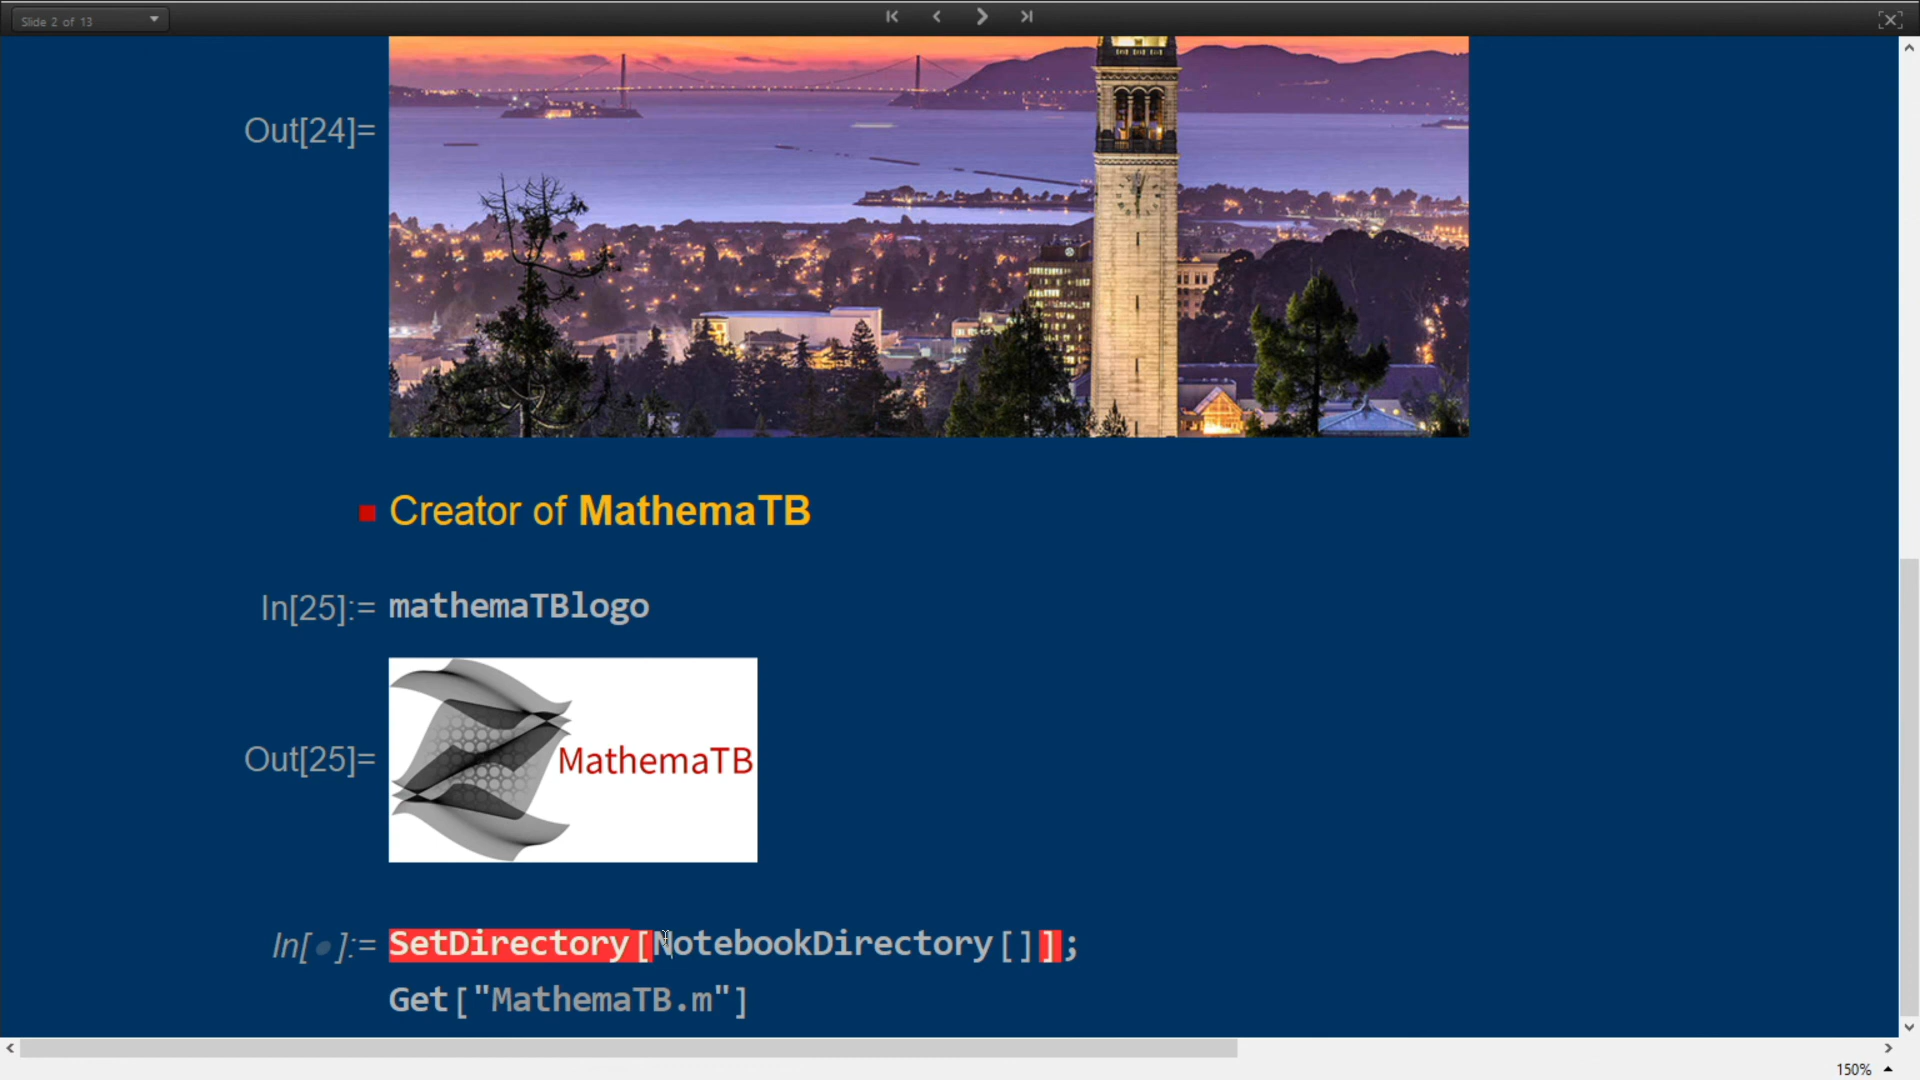 Slide 2 of 13
Out[24]=
Creator of MathemaTB
In[25]:= mathemaTBlogo
Out[25]=
MathemaTB
In[●]:= SetDirectory[NotebookDirectory[]];
Get["MathemaTB.m"]
150%